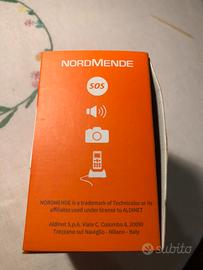 NORDMENDE
SOS
NORDMENDE is a trademark of Technicolor or its
affiliates used under license to ALDINET
Aldinet S.p.A. Viale C. Colombo 8, 20090
Trezzano sul Naviglio - Milano - Italy
subito